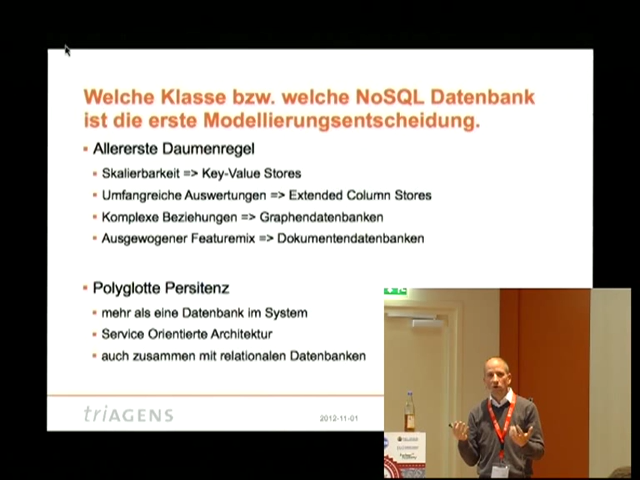 Welche Klasse bzw. welche NoSQL Datenbank
ist die erste Modellierungsentscheidung.
Allererste Daumenregel
Skalierbarkeit => Key-Value Stores
Umfangreiche Auswertungen => Extended Column Stores
Komplexe Beziehungen => Graphendatenbanken
Ausgewogener Featuremix => Dokumentendatenbanken
Polyglotte Persitenz
mehr als eine Datenbank im System
Service Orientierte Architektur
auch zusammen mit relationalen Datenbanken
triAGENS
2012-11-01